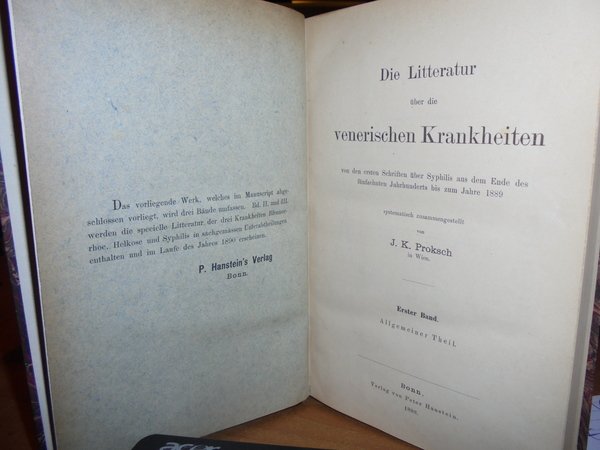 Das vorliegende Werk, welches im Manuscript abge-
schlossen vorliegt, wird drei Bände umfassen. Bd. II. und III.
werden die specielle Litteratur der drei Krankheiten Blennor-
rhoe, Helkose und Syphilis in sachgemässen Unterabtheilungen
enthalten und im Laufe des Jahres 1890 erscheinen.
P. Hanstein's Verlag
Bonn.
Die Litteratur
über die
venerischen Krankheiten
von den ersten Schriften über Syphilis aus dem Ende des
fünfzehnten Jahrhunderts bis zum Jahre 1889
systematisch zusammengestellt
von
J. K. Proksch
in Wien.
Erster Band.
Allgemeiner Theil.
Bonn.
Verlag von Peter Hanstein.
acer